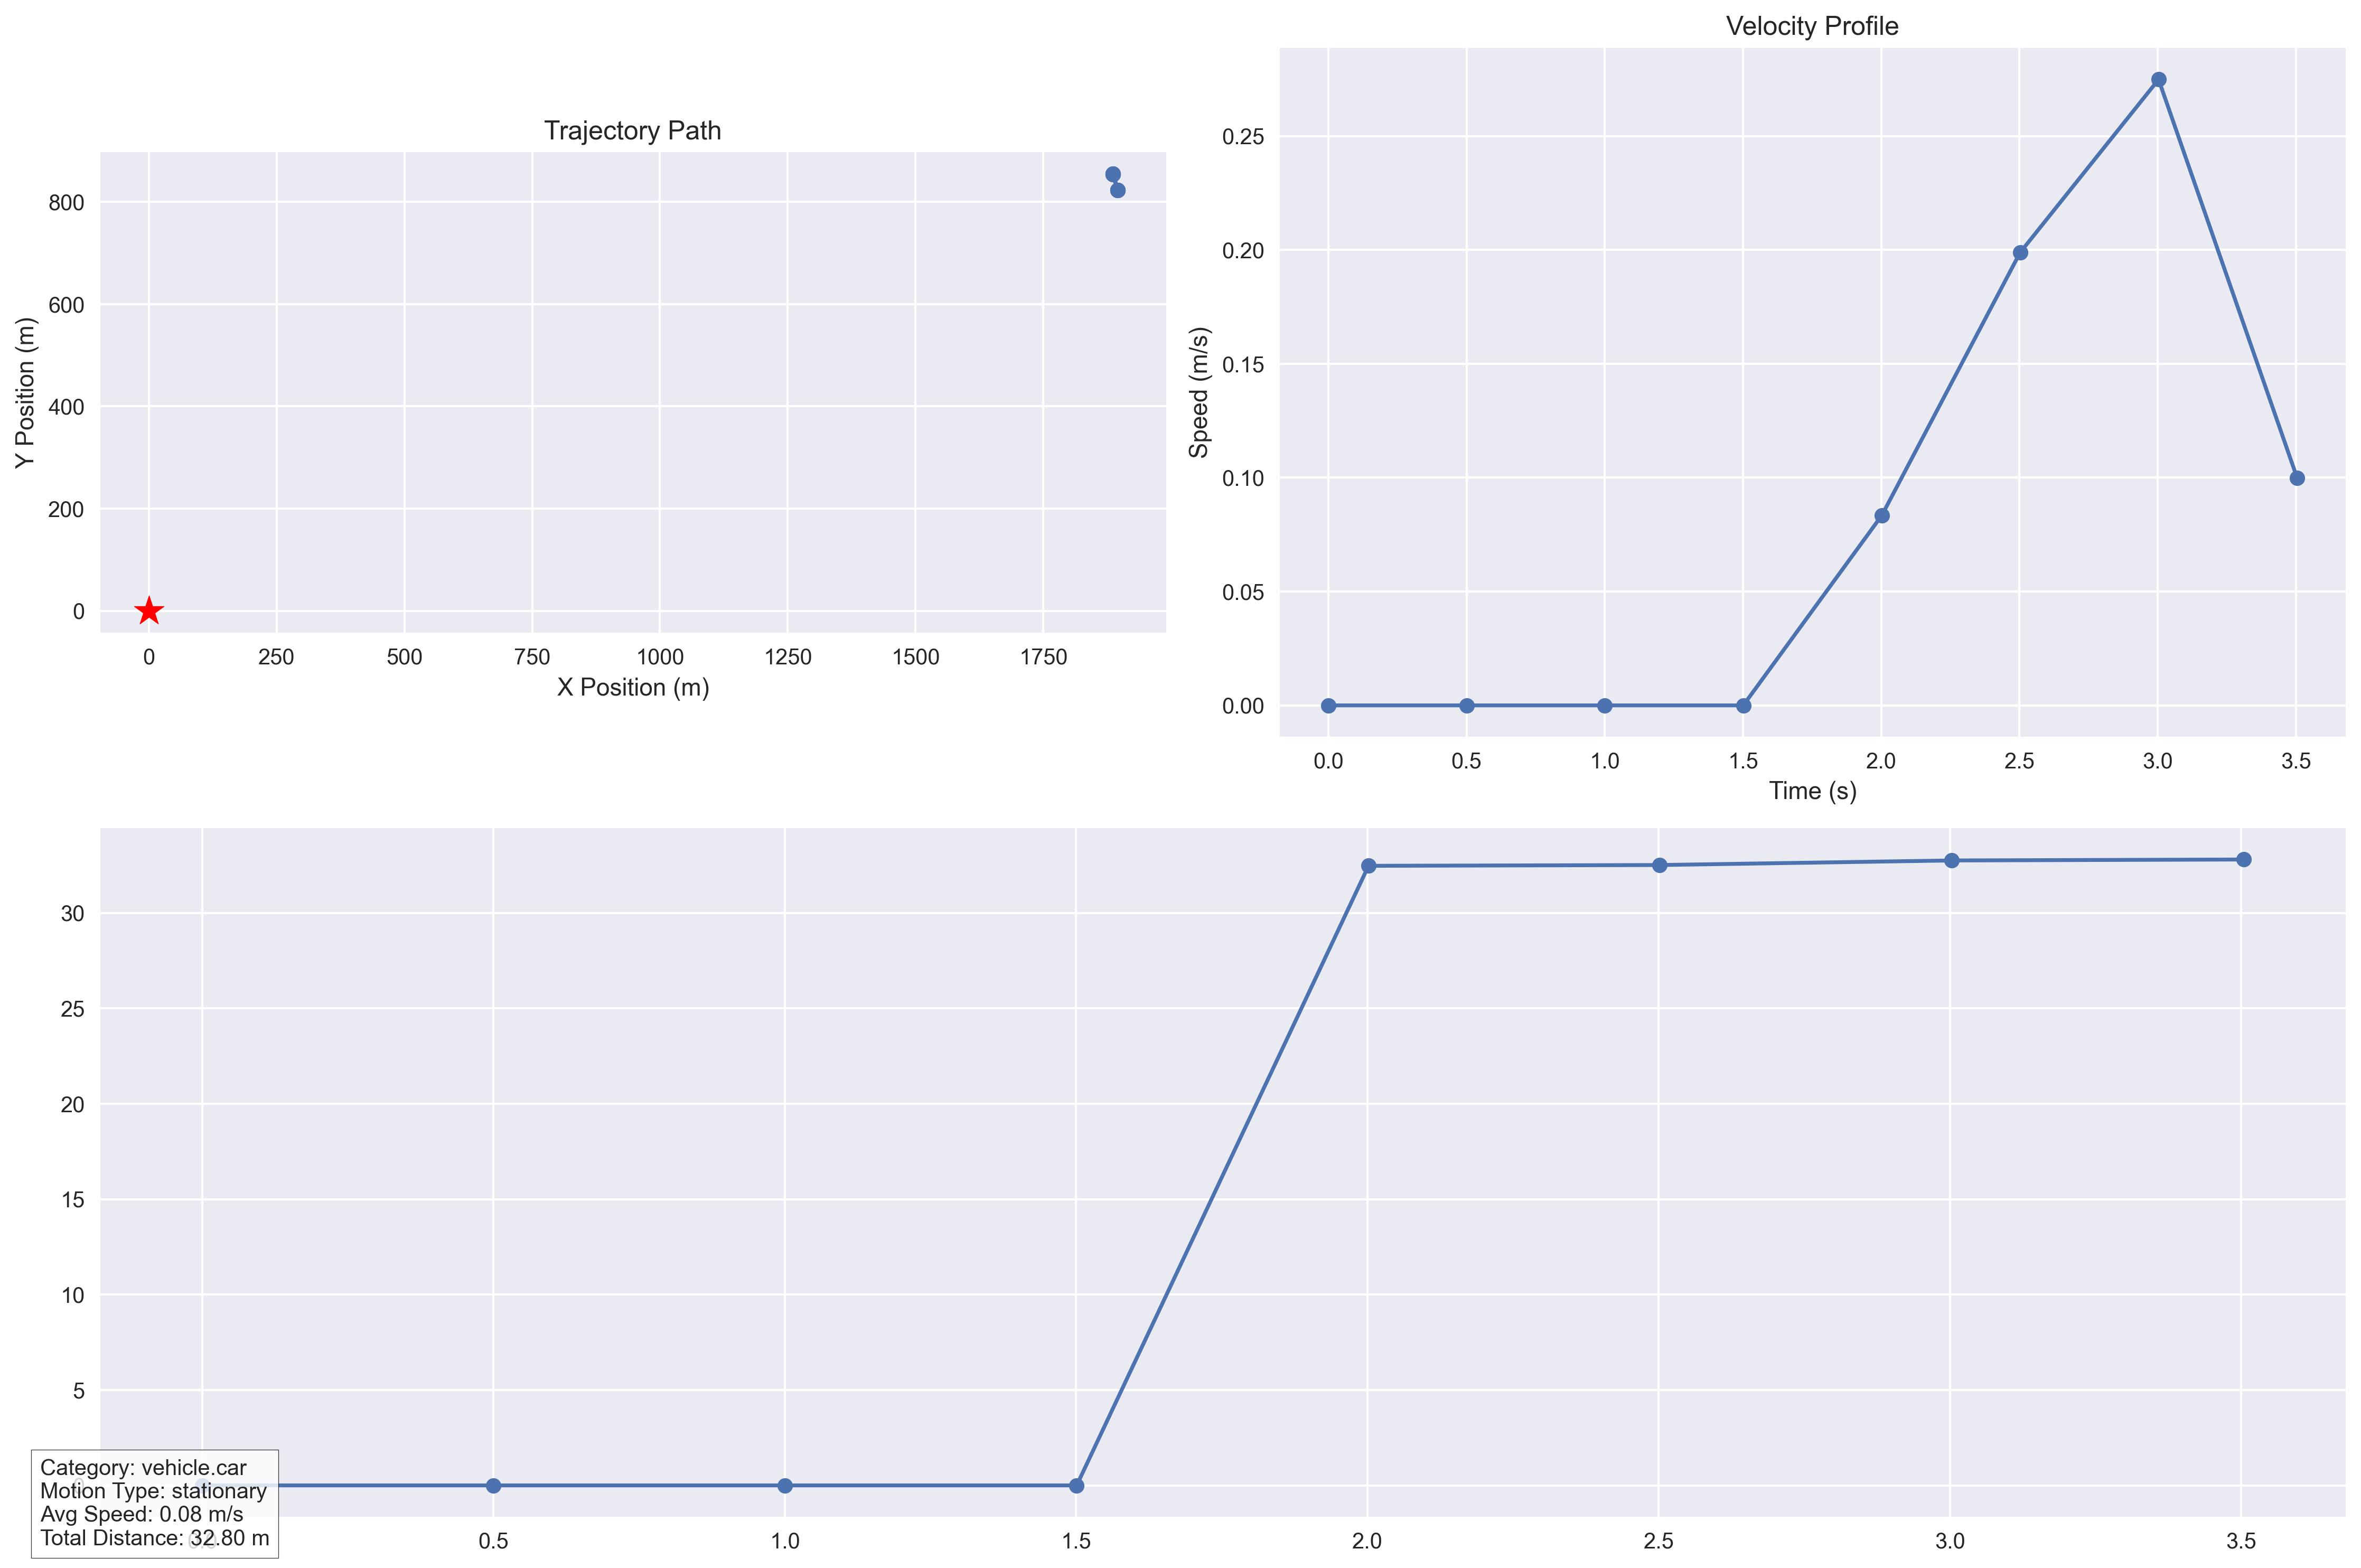 Trajectory Path
Y Position (m)
800
600
400
200
0
0 250 500 750 1000 1250 1500 1750
X Position (m)
Velocity Profile
Speed (m/s)
0.25
0.20
0.15
0.10
0.05
0.00
0.0 0.5 1.0 1.5 2.0 2.5 3.0 3.5
Time (s)
30
25
20
15
10
5
0
0.0 0.5 1.0 1.5 2.0 2.5 3.0 3.5
Category: vehicle.car
Motion Type: stationary
Avg Speed: 0.08 m/s
Total Distance: 32.80 m